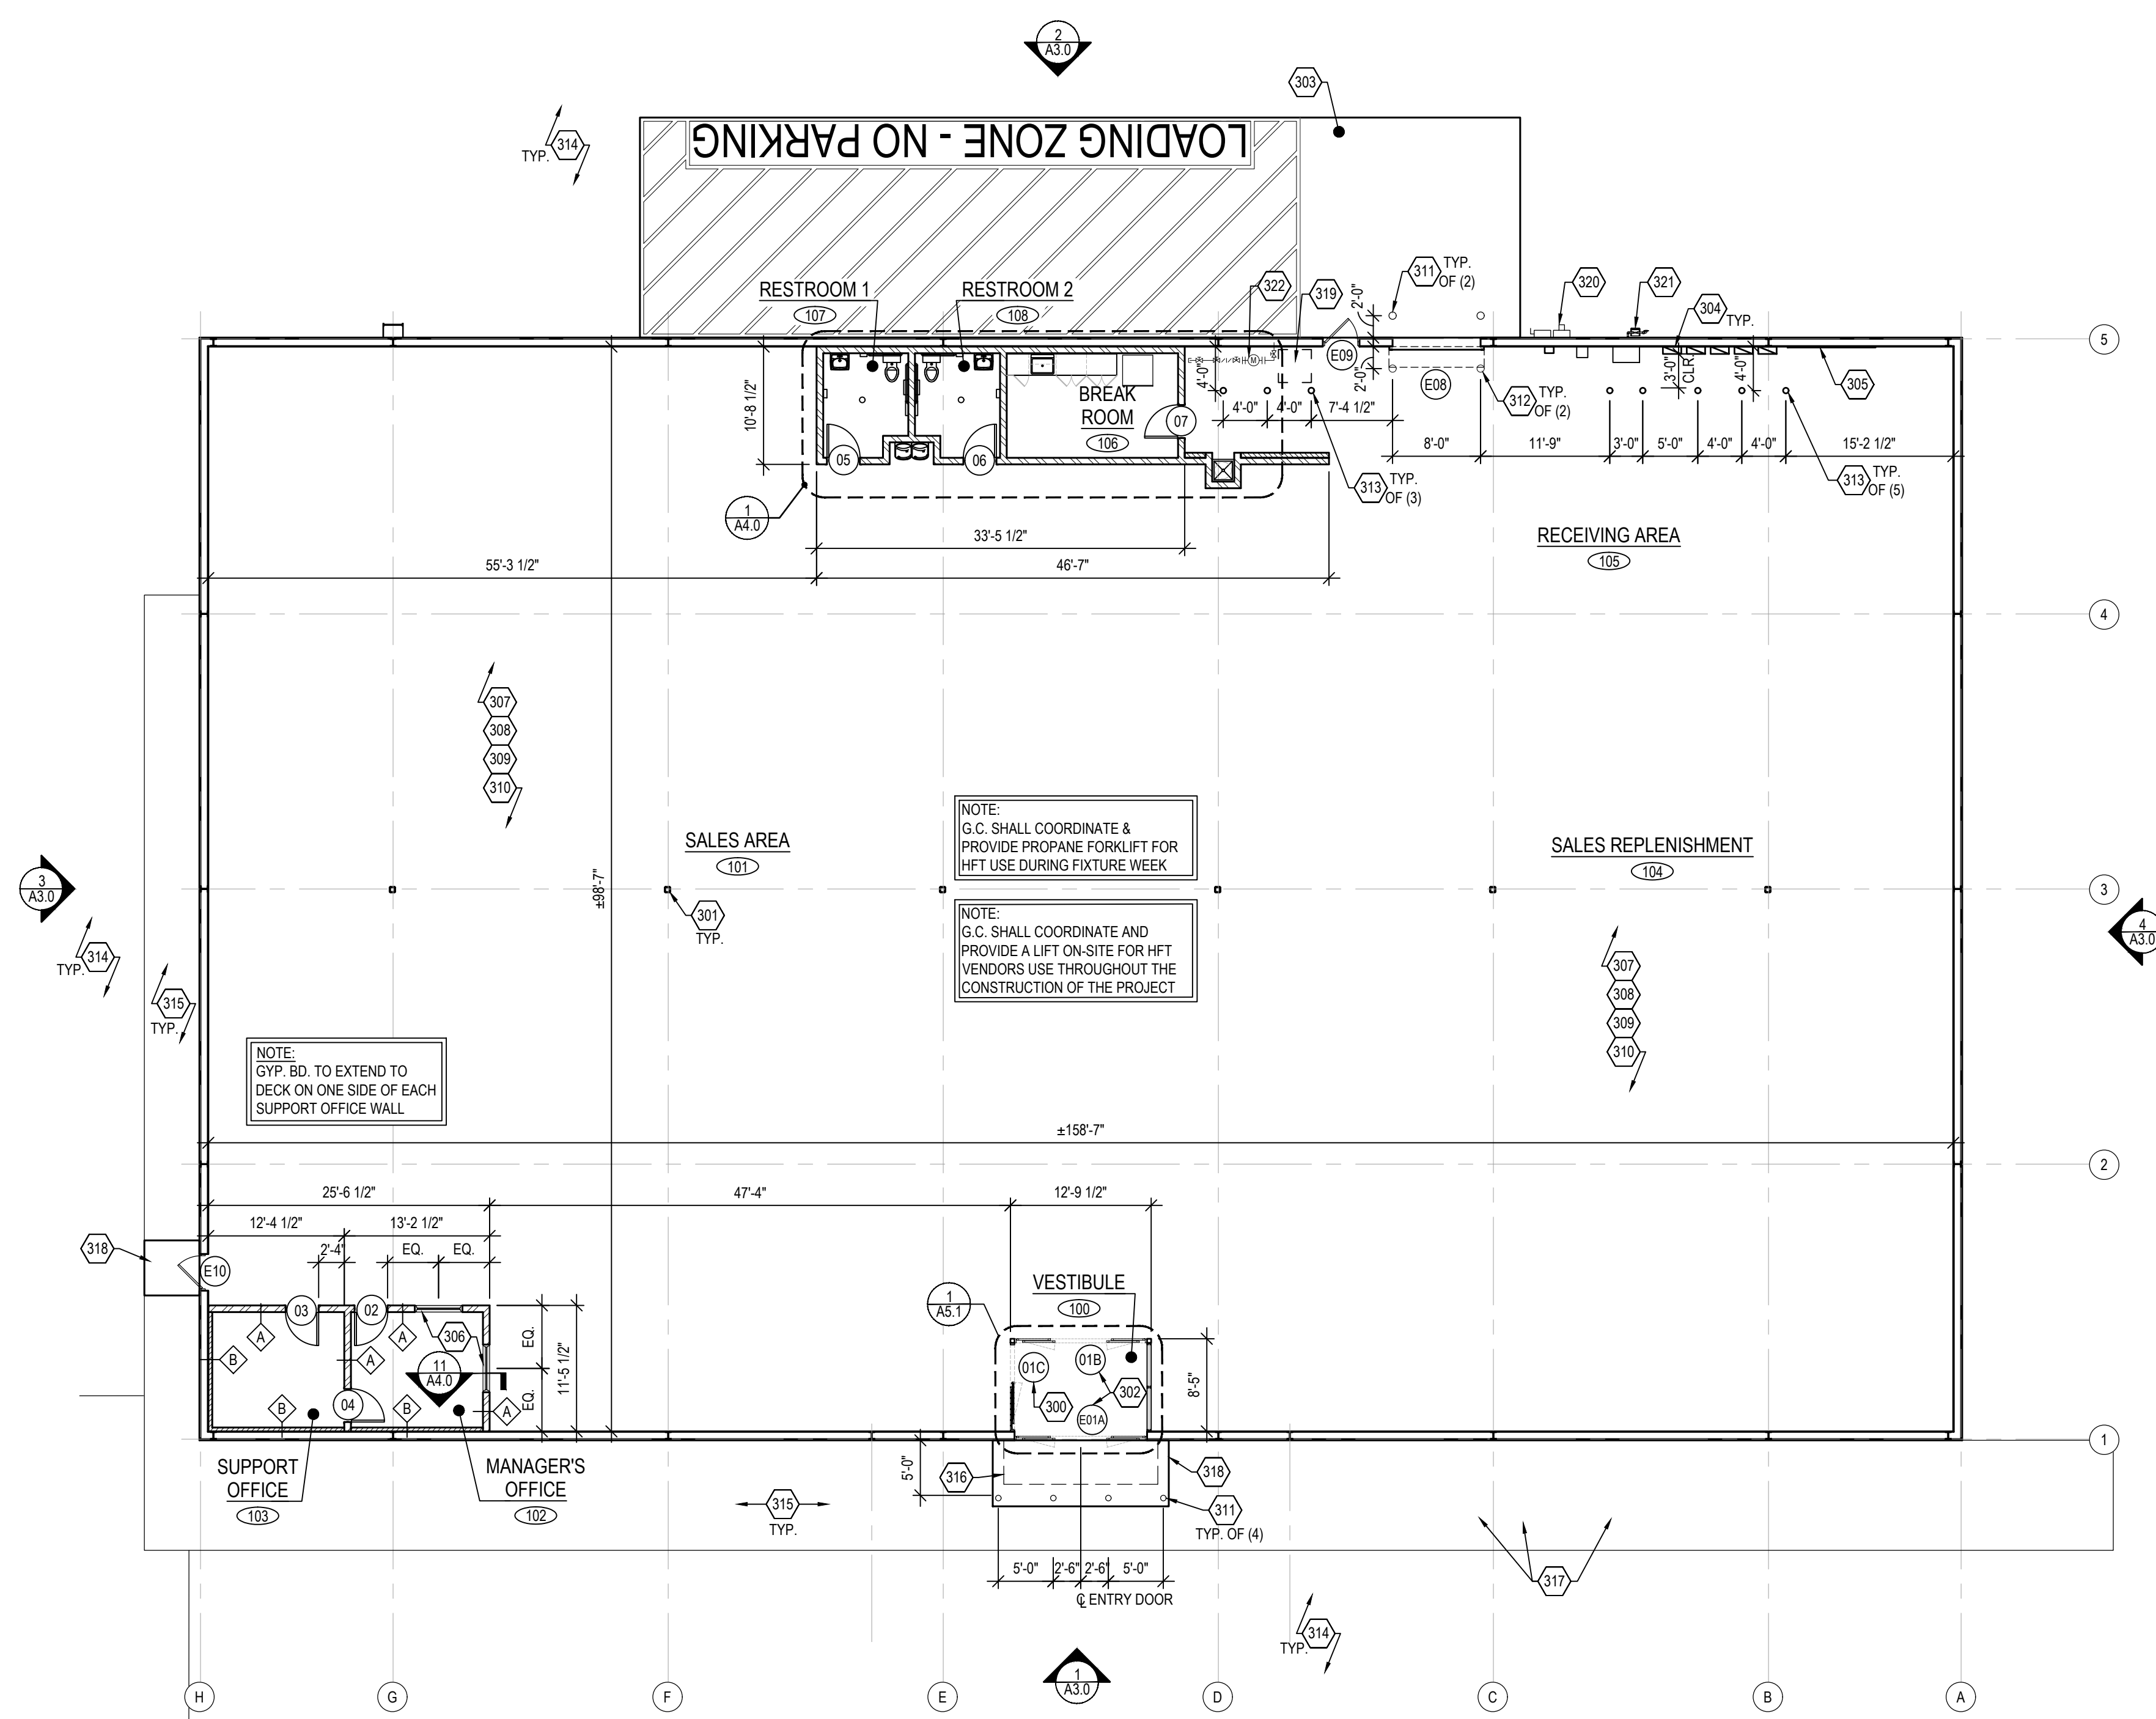 2
A3.0
303
LOADING ZONE - NO PARKING
314
TYP.
311
TYP.
OF (2)
320
321
322
319
304
TYP.
RESTROOM 1
107
RESTROOM 2
108
2'-0"
2'-0"
E09
E08
312
TYP.
OF (2)
3'-0"
CLR.
4'-0"
305
5
10'-8 1/2"
BREAK
ROOM
106
07
05
06
4'-0"
4'-0"
4'-0"
7'-4 1/2"
8'-0"
11'-9"
3'-0"
5'-0"
4'-0"
4'-0"
15'-2 1/2"
313
TYP.
OF (3)
313
TYP.
OF (5)
1
A4.0
33'-5 1/2"
55'-3 1/2"
46'-7"
RECEIVING AREA
105
4
307
308
309
310
SALES AREA
101
±98'-7"
NOTE:
G.C. SHALL COORDINATE &
PROVIDE PROPANE FORKLIFT FOR
HFT USE DURING FIXTURE WEEK
SALES REPLENISHMENT
104
3
A3.0
301
TYP.
3
NOTE:
G.C. SHALL COORDINATE AND
PROVIDE A LIFT ON-SITE FOR HFT
VENDORS USE THROUGHOUT THE
CONSTRUCTION OF THE PROJECT
4
A3.0
314
TYP.
315
TYP.
307
308
309
310
NOTE:
GYP. BD. TO EXTEND TO
DECK ON ONE SIDE OF EACH
SUPPORT OFFICE WALL
±158'-7"
2
25'-6 1/2"
47'-4"
12'-9 1/2"
12'-4 1/2"
13'-2 1/2"
2'-4"
EQ.
EQ.
318
E10
03
02
A
A
306
B
A
11
A4.0
EQ.
EQ.
11'-5 1/2"
B
04
B
A
1
A5.1
VESTIBULE
100
01C
01B
300
302
E01A
8'-5"
1
SUPPORT
OFFICE
103
MANAGER'S
OFFICE
102
315
TYP.
5'-0"
316
318
311
TYP. OF (4)
5'-0"
2'-6"
2'-6"
5'-0"
℄ ENTRY DOOR
317
314
TYP.
1
A3.0
H
G
F
E
D
C
B
A